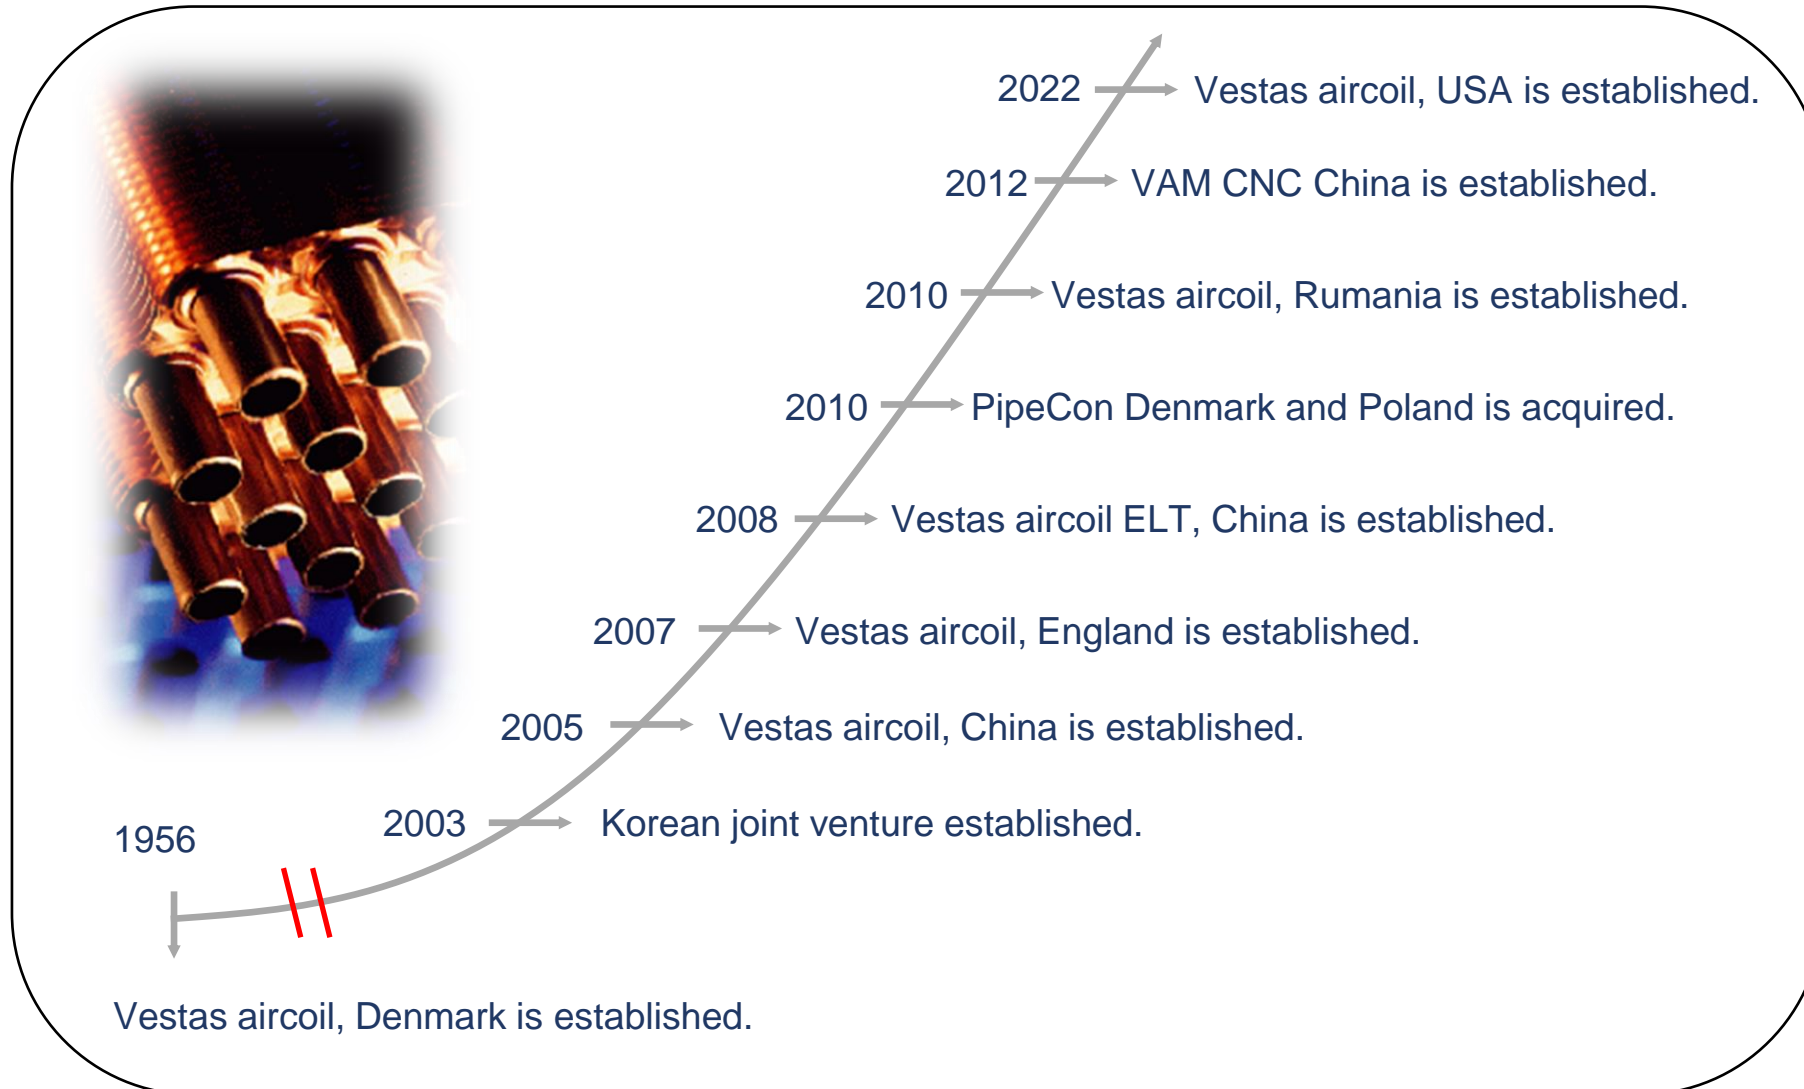 2022 Vestas aircoil, USA is established.
2012 VAM CNC China is established.
2010 Vestas aircoil, Rumania is established.
2010 PipeCon Denmark and Poland is acquired.
2008 Vestas aircoil ELT, China is established.
2007 Vestas aircoil, England is established.
2005 Vestas aircoil, China is established.
2003 Korean joint venture established.
1956
Vestas aircoil, Denmark is established.